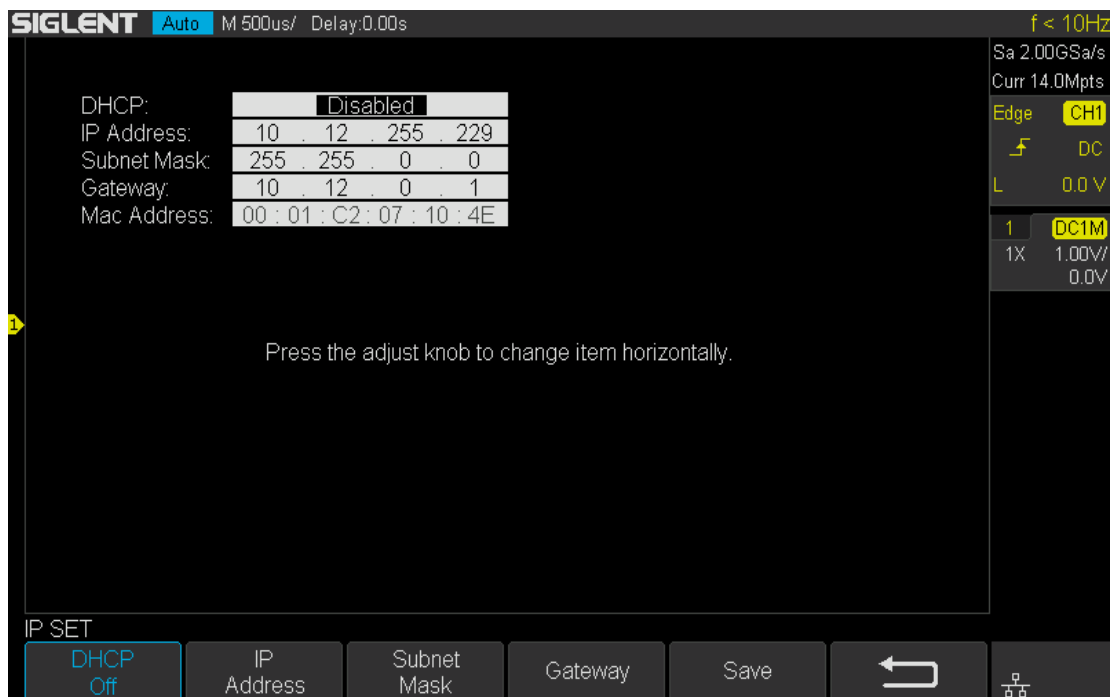 SIGLENT Auto M 500us/ Delay:0.00s f < 10Hz
Sa 2.00GSa/s
Curr 14.0Mpts
DHCP: Disabled
Edge CH1
IP Address: 10 . 12 . 255 . 229
DC
Subnet Mask: 255 . 255 . 0 . 0
Gateway: 10 . 12 . 0 . 1
L 0.0 V
Mac Address: 00 : 01 : C2 : 07 : 10 : 4E
1 DC1M
1X 1.00V/
0.0V
1
Press the adjust knob to change item horizontally.
IP SET
DHCP
Off
IP
Address
Subnet
Mask
Gateway
Save